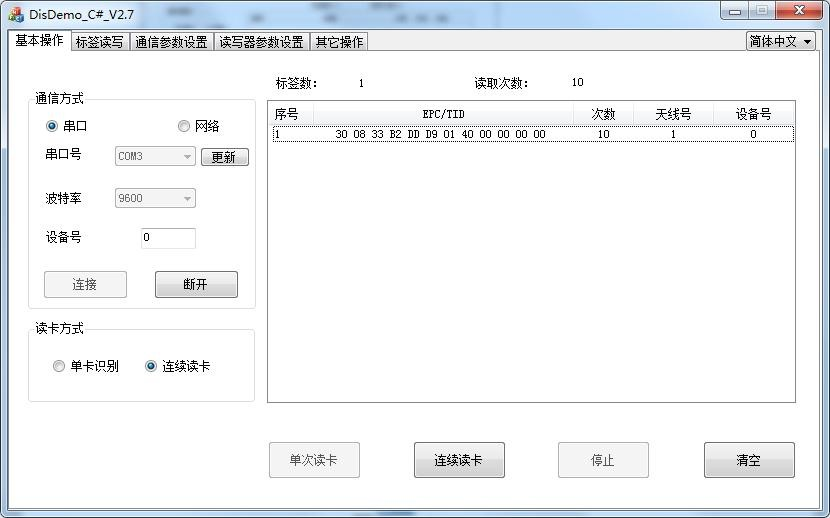 DisDemo_C#_V2.7
基本操作 标签读写 通信参数设置 读写器参数设置 其它操作 简体中文
标签数： 1 读取次数： 10
通信方式
串口 网络
串口号 COM3 更新
波特率 9600
设备号 0
连接 断开
读卡方式
单卡识别 连续读卡
序号 EPC/TID 次数 天线号 设备号
1 30 08 33 B2 DD D9 01 40 00 00 00 00 10 1 0
单次读卡 连续读卡 停止 清空